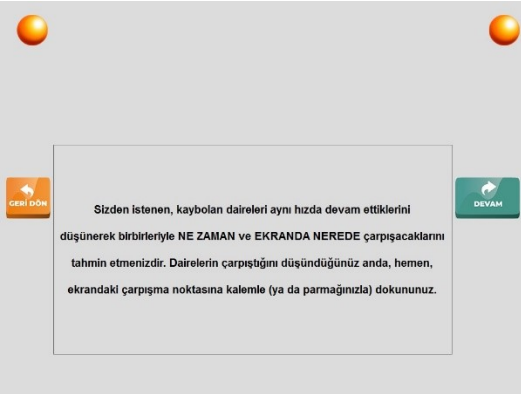 GERİ DÖN
DEVAM
Sizden istenen, kaybolan daireleri aynı hızda devam ettiklerini
düşünerek birbirleriyle NE ZAMAN ve EKRANDA NEREDE çarpışacaklarını
tahmin etmenizdir. Dairelerin çarpıştığını düşündüğünüz anda, hemen,
ekrandaki çarpışma noktasına kalemle (ya da parmağınızla) dokununuz.